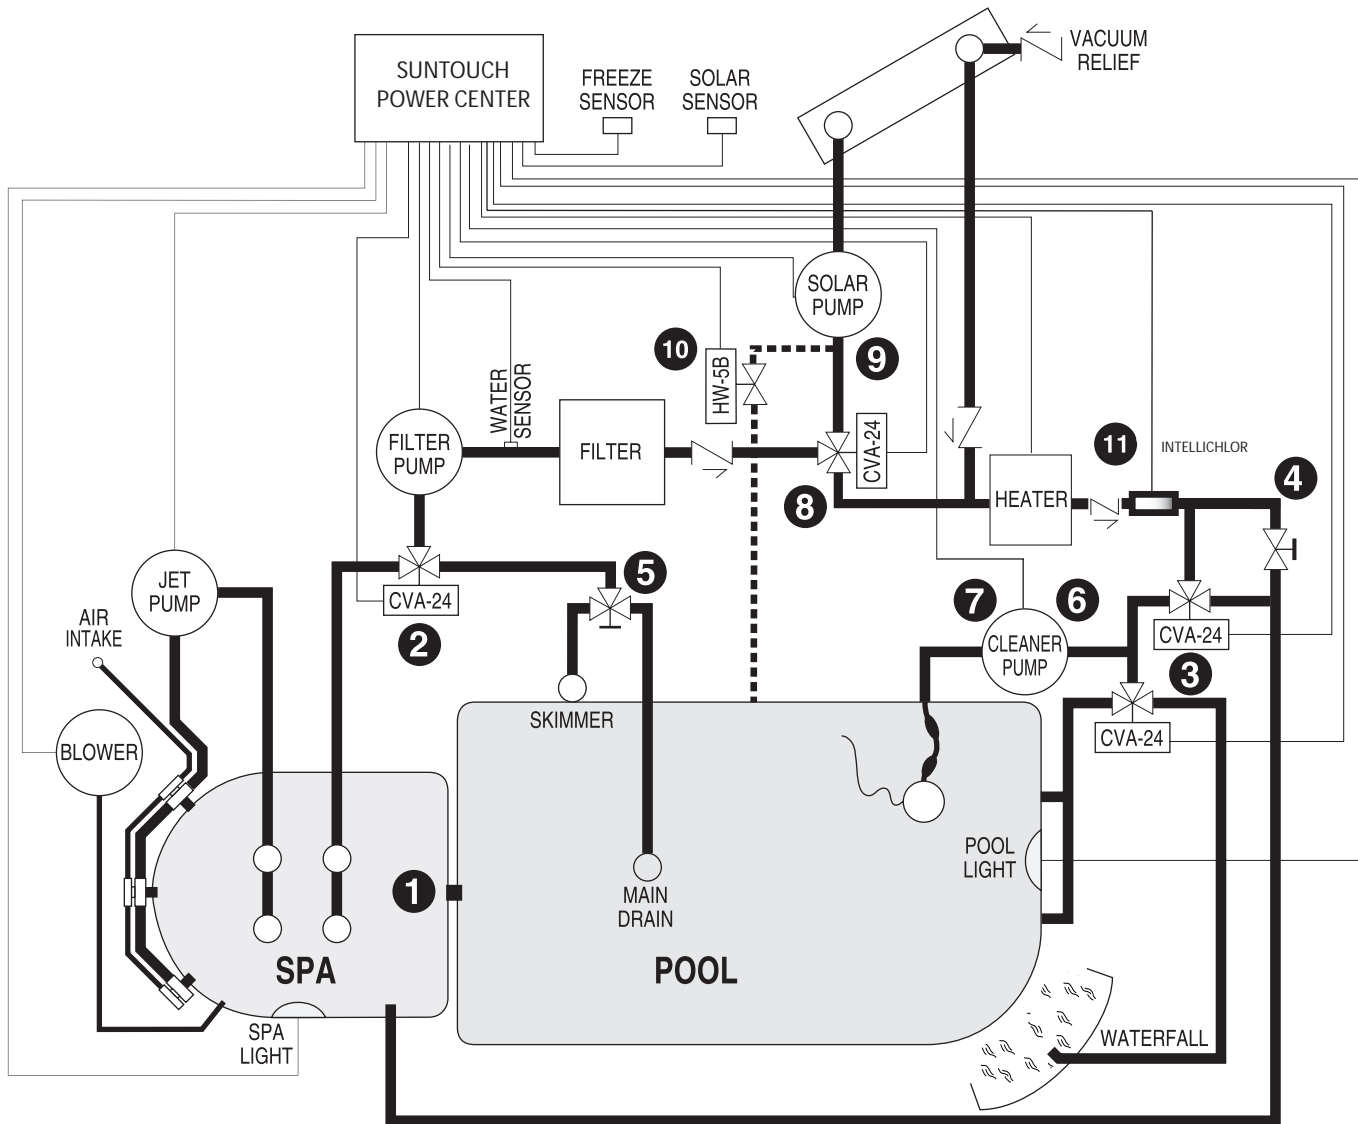 SUNTOUCH
POWER CENTER
FREEZE
SENSOR
SOLAR
SENSOR
VACUUM
RELIEF
SOLAR
PUMP
10
HW-5B
9
WATER
SENSOR
FILTER
PUMP
FILTER
CVA-24
8
11
INTELLICHLOR
HEATER
4
JET
PUMP
CVA-24
2
5
AIR
INTAKE
7
6
CLEANER
PUMP
CVA-24
3
CVA-24
BLOWER
SKIMMER
1
MAIN
DRAIN
POOL
LIGHT
SPA
POOL
SPA
LIGHT
WATERFALL